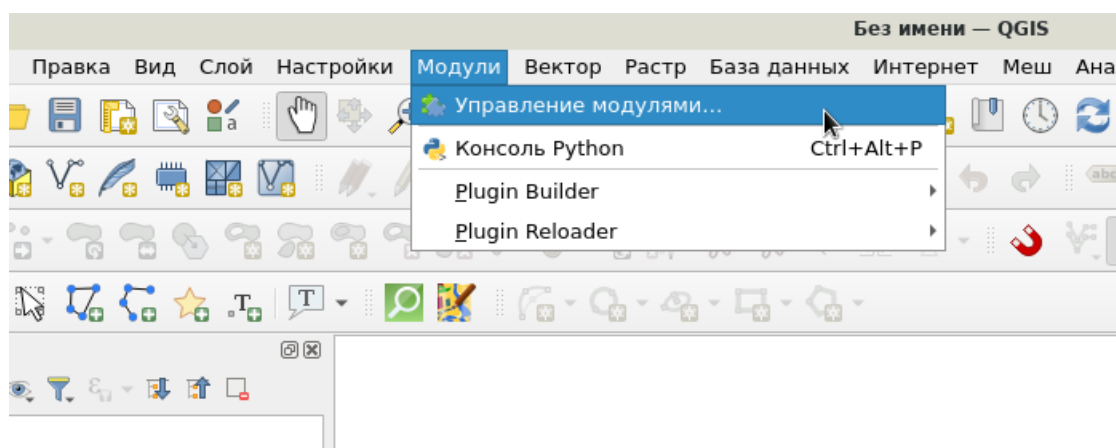 Без имени — QGIS
Правка Вид Слой Настройки Модули Вектор Растр База данных Интернет Меш Ана
Управление модулями...
a
Консоль Python Ctrl+Alt+P
abc
Plugin Builder
Plugin Reloader
T T
ε